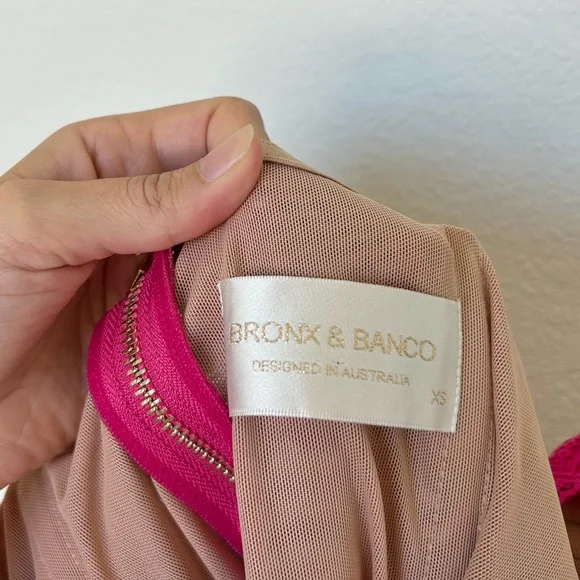 BRONX & BANCO
DESIGNED IN AUSTRALIA
XS